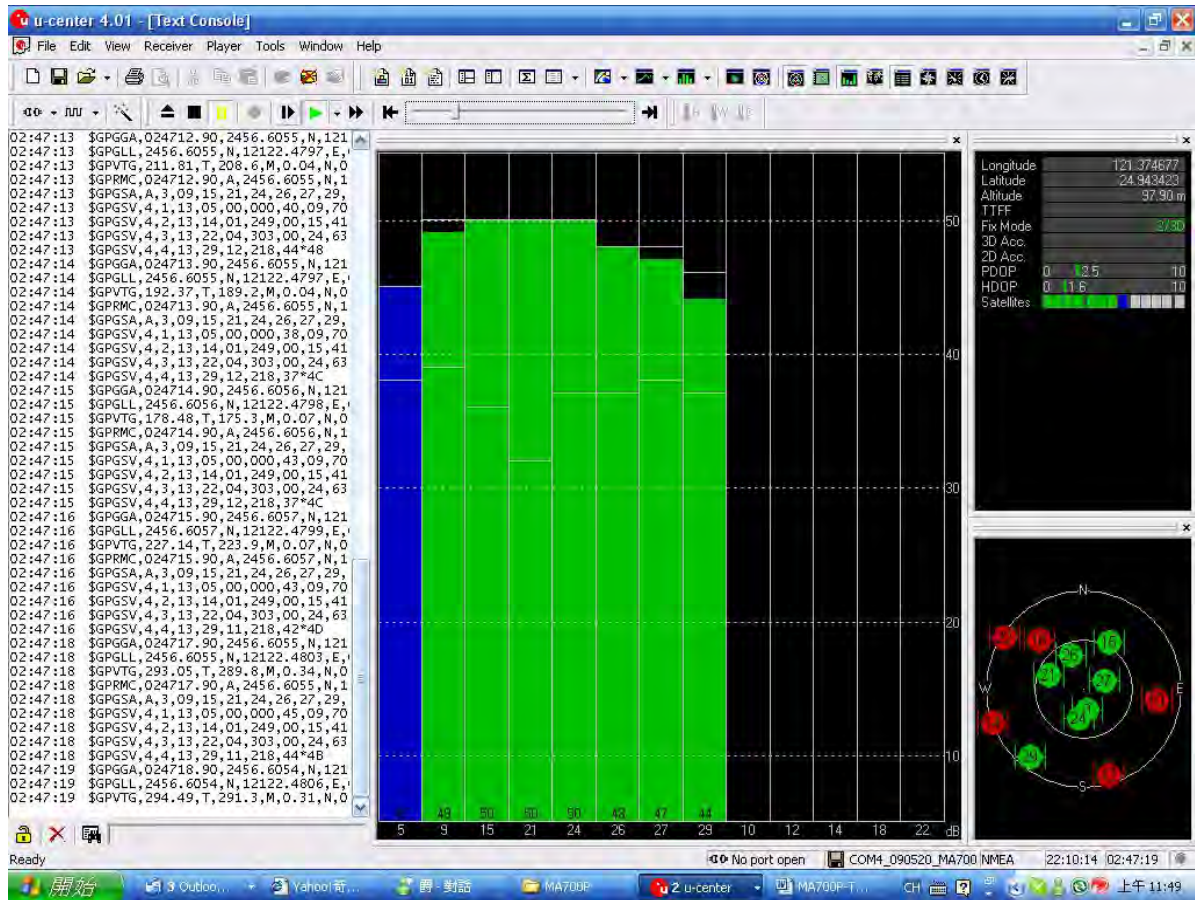 u-center 4.01 - [Text Console]
File Edit View Receiver Player Tools Window Help
02:47:13 $GPGGA,024712.90,2456.6055,N,121
02:47:13 $GPGLL,2456.6055,N,12122.4797,E,
02:47:13 $GPVTG,211.81,T,208.6,M,0.04,N,0
02:47:13 $GPRMC,024712.90,A,2456.6055,N,1
02:47:13 $GPGSA,A,3,09,15,21,24,26,27,29,
02:47:13 $GPGSV,4,1,13,05,00,000,40,09,70
02:47:13 $GPGSV,4,2,13,14,01,249,00,15,41
02:47:13 $GPGSV,4,3,13,22,04,303,00,24,63
02:47:13 $GPGSV,4,4,13,29,12,218,44*48
02:47:14 $GPGGA,024713.90,2456.6055,N,121
02:47:14 $GPGLL,2456.6055,N,12122.4797,E,
02:47:14 $GPVTG,192.37,T,189.2,M,0.04,N,0
02:47:14 $GPRMC,024713.90,A,2456.6055,N,1
02:47:14 $GPGSA,A,3,09,15,21,24,26,27,29,
02:47:14 $GPGSV,4,1,13,05,00,000,38,09,70
02:47:14 $GPGSV,4,2,13,14,01,249,00,15,41
02:47:14 $GPGSV,4,3,13,22,04,303,00,24,63
02:47:14 $GPGSV,4,4,13,29,12,218,37*4C
02:47:15 $GPGGA,024714.90,2456.6056,N,121
02:47:15 $GPGLL,2456.6056,N,12122.4798,E,
02:47:15 $GPVTG,178.48,T,175.3,M,0.07,N,0
02:47:15 $GPRMC,024714.90,A,2456.6056,N,1
02:47:15 $GPGSA,A,3,09,15,21,24,26,27,29,
02:47:15 $GPGSV,4,1,13,05,00,000,43,09,70
02:47:15 $GPGSV,4,2,13,14,01,249,00,15,41
02:47:15 $GPGSV,4,3,13,22,04,303,00,24,63
02:47:15 $GPGSV,4,4,13,29,12,218,37*4C
02:47:16 $GPGGA,024715.90,2456.6057,N,121
02:47:16 $GPGLL,2456.6057,N,12122.4799,E,
02:47:16 $GPVTG,227.14,T,223.9,M,0.07,N,0
02:47:16 $GPRMC,024715.90,A,2456.6057,N,1
02:47:16 $GPGSA,A,3,09,15,21,24,26,27,29,
02:47:16 $GPGSV,4,1,13,05,00,000,43,09,70
02:47:16 $GPGSV,4,2,13,14,01,249,00,15,41
02:47:16 $GPGSV,4,3,13,22,04,303,00,24,63
02:47:16 $GPGSV,4,4,13,29,11,218,42*4D
02:47:18 $GPGGA,024717.90,2456.6055,N,121
02:47:18 $GPGLL,2456.6055,N,12122.4803,E,
02:47:18 $GPVTG,293.05,T,289.8,M,0.34,N,0
02:47:18 $GPRMC,024717.90,A,2456.6055,N,1
02:47:18 $GPGSA,A,3,09,15,21,24,26,27,29,
02:47:18 $GPGSV,4,1,13,05,00,000,45,09,70
02:47:18 $GPGSV,4,2,13,14,01,249,00,15,41
02:47:18 $GPGSV,4,3,13,22,04,303,00,24,63
02:47:18 $GPGSV,4,4,13,29,11,218,44*4B
02:47:19 $GPGGA,024718.90,2456.6054,N,121
02:47:19 $GPGLL,2456.6054,N,12122.4806,E,
02:47:19 $GPVTG,294.49,T,291.3,M,0.31,N,0
50
40
30
20
10
49 50 50 50 48 47 44
5 9 15 21 24 26 27 29 10 12 14 18 22 dB
Longitude 121.374677
Latitude 24.943423
Altitude 97.90 m
TTFF
Fix Mode 2/3D
3D Acc.
2D Acc.
PDOP 0 2.5 10
HDOP 0 1.6 10
Satellites
N
15
26
21
27
W
E
24
29
S
Ready
No port open
COM4_090520_MA700 NMEA
22:10:14 02:47:19
開始
3 Outloo...
Yahoo!奇...
爵 - 對話
MA700P
2 u-center
MA700P-T...
CH
上午 11:49